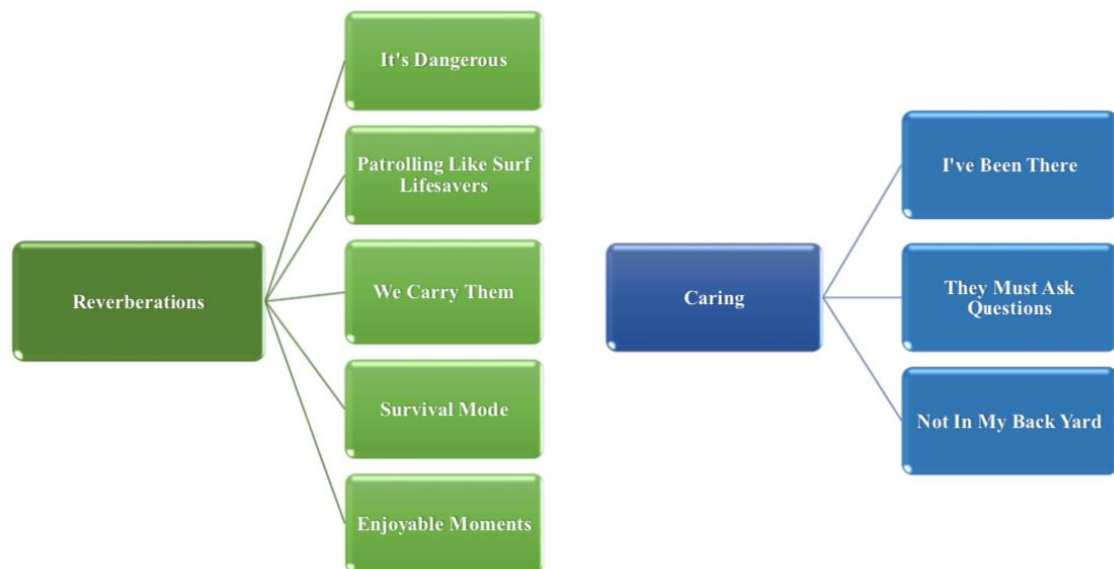 Reverberations
It's Dangerous
Patrolling Like Surf
Lifesavers
We Carry Them
Survival Mode
Enjoyable Moments
Caring
I've Been There
They Must Ask
Questions
Not In My Back Yard